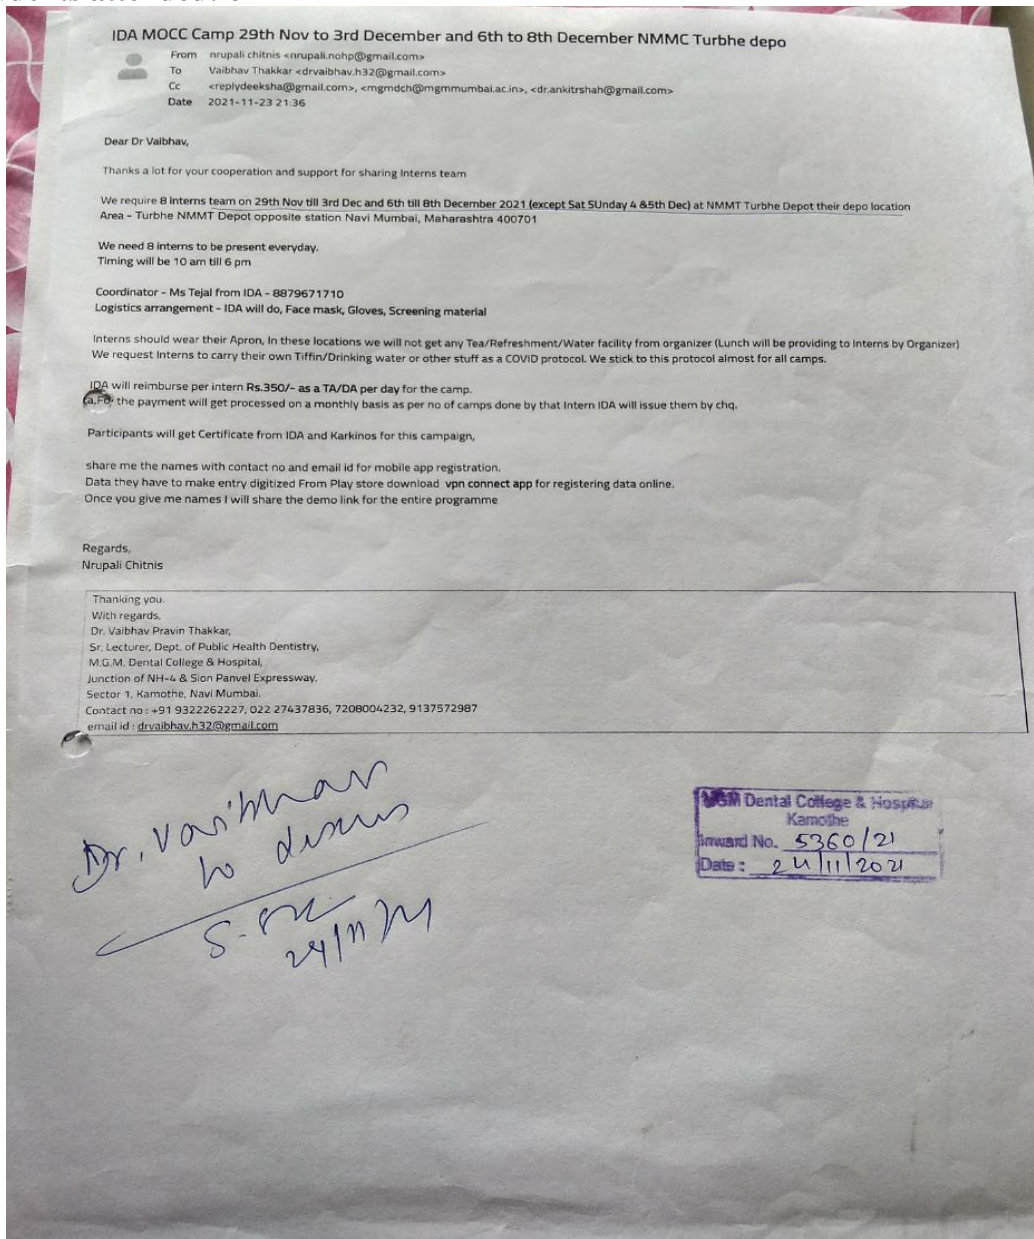 IDA MOCC Camp 29th Nov to 3rd December and 6th to 8th December NMMC Turbhe depo
From nrupali chitnis <nrupali.nohp@gmail.com>
To Vaibhav Thakkar <drvaibhav.h32@gmail.com>
Cc <replydeeksha@gmail.com>, <mgmdch@mgmmumbai.ac.in>, <dr.ankitrshah@gmail.com>
Date 2021-11-23 21:36
Dear Dr Vaibhav,
Thanks a lot for your cooperation and support for sharing Interns team
We require 8 Interns team on 29th Nov till 3rd Dec and 6th till 8th December 2021 (except Sat SUnday 4 &5th Dec) at NMMT Turbhe Depot their depo location
Area - Turbhe NMMT Depot opposite station Navi Mumbai, Maharashtra 400701
We need 8 interns to be present everyday.
Timing will be 10 am till 6 pm
Coordinator - Ms Tejal from IDA - 8879671710
Logistics arrangement - IDA will do, Face mask, Gloves, Screening material
Interns should wear their Apron, In these locations we will not get any Tea/Refreshment/Water facility from organizer (Lunch will be providing to Interns by Organizer)
We request Interns to carry their own Tiffin/Drinking water or other stuff as a COVID protocol. We stick to this protocol almost for all camps.
IDA will reimburse per intern Rs.350/- as a TA/DA per day for the camp.
the payment will get processed on a monthly basis as per no of camps done by that Intern IDA will issue them by chq.
Participants will get Certificate from IDA and Karkinos for this campaign,
share me the names with contact no and email id for mobile app registration.
Data they have to make entry digitized From Play store download vpn connect app for registering data online.
Once you give me names I will share the demo link for the entire programme
Regards,
Nrupali Chitnis
Thanking you.
With regards,
Dr. Vaibhav Pravin Thakkar,
Sr. Lecturer, Dept. of Public Health Dentistry,
M.G.M. Dental College & Hospital,
Junction of NH-4 & Sion Panvel Expressway,
Sector 1, Kamothe, Navi Mumbai.
Contact no : +91 9322262227, 022 27437836, 7208004232, 9137572987
email id : drvaibhav.h32@gmail.com
Dr. Vaibhav
to discuss
24/11/21
MGM Dental College & Hospital
Kamothe
Inward No. 5360/21
Date : 24/11/2021